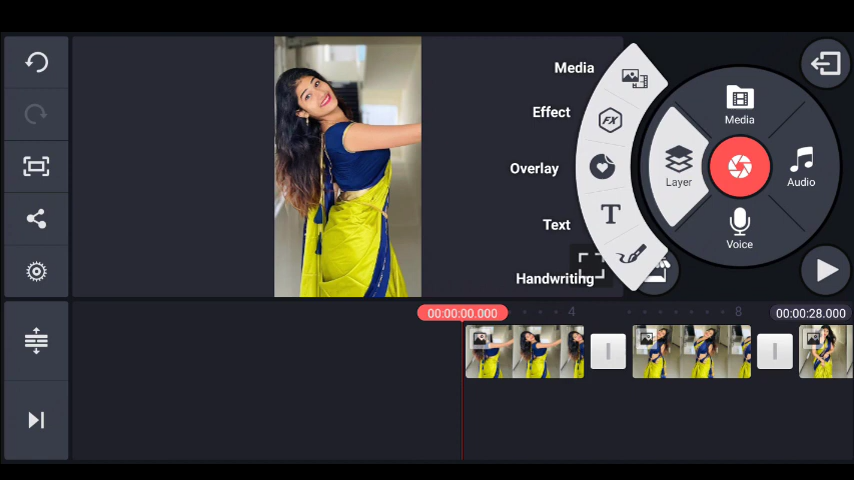 Media
Effect
Overlay
Text
Handwriting
FX
T
Media
Layer
Audio
Voice
00:00:00.000
4
8
00:00:28.000